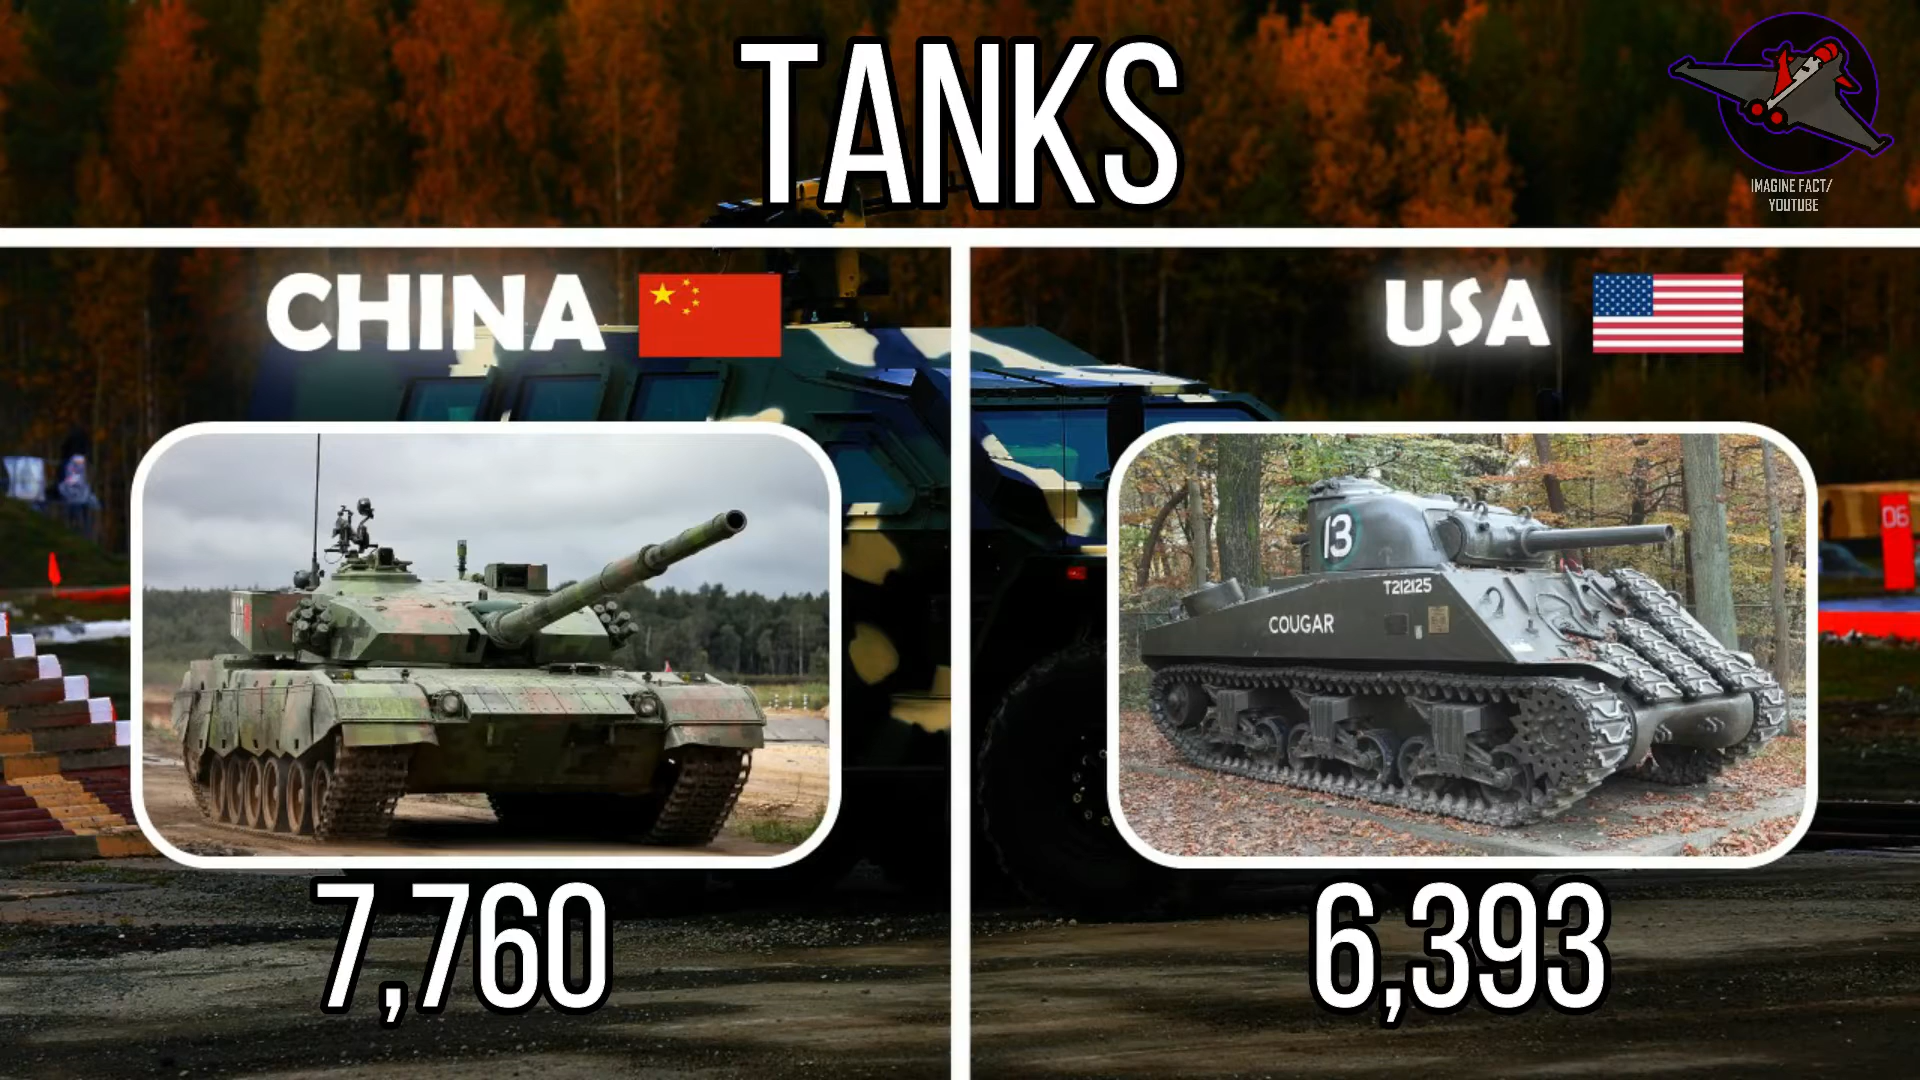 TANKS
IMAGINE FACT/
YOUTUBE
CHINA
USA
13
T212125
COUGAR
06
7,760
6,393